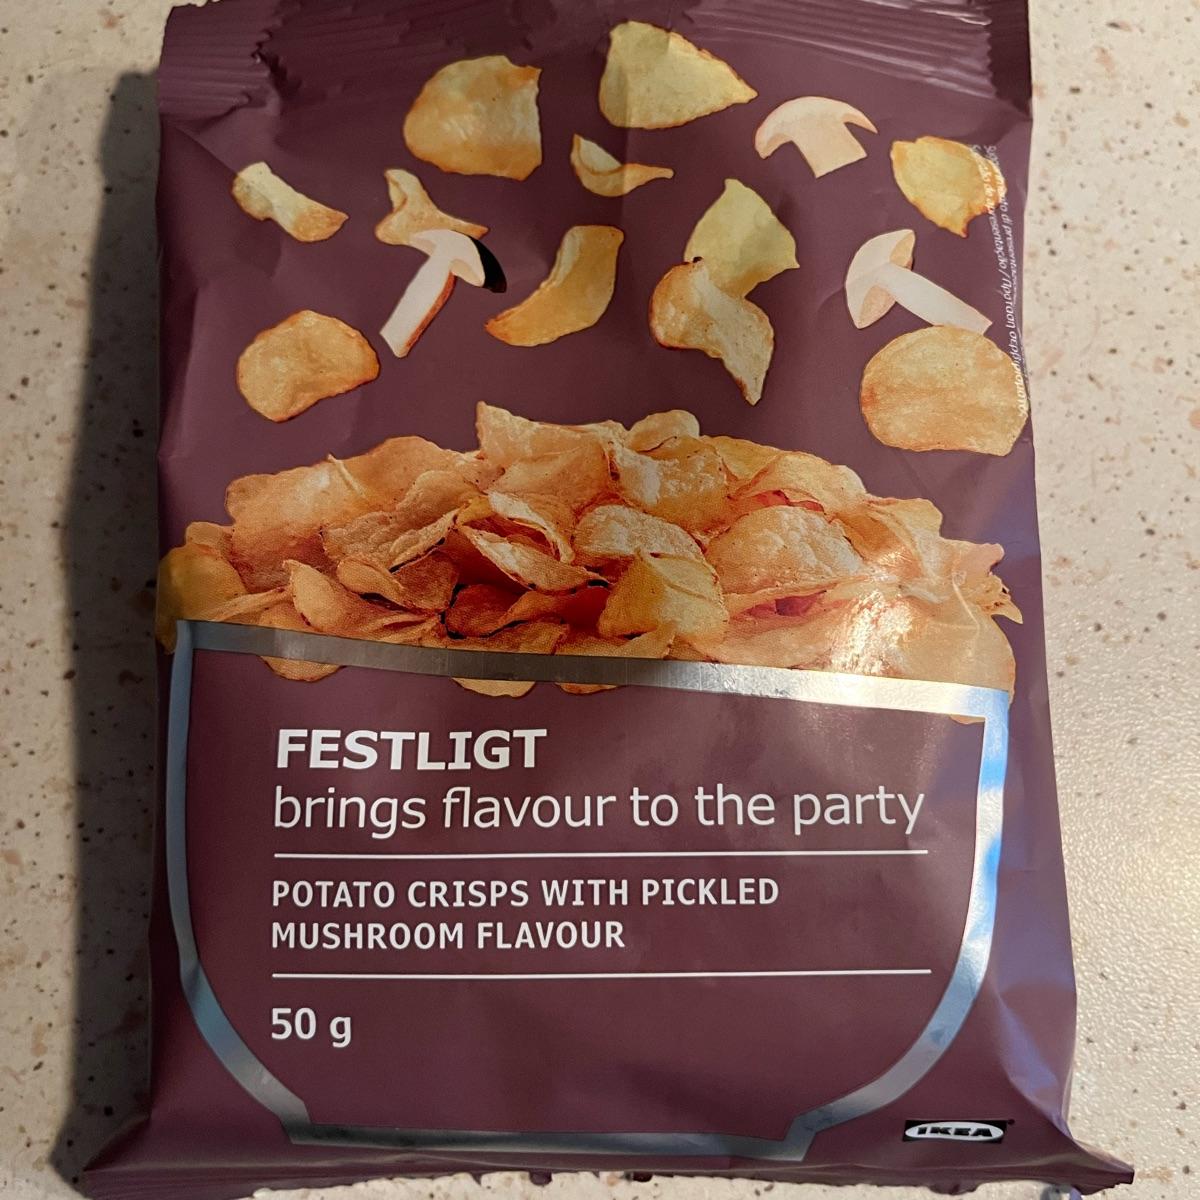 FESTLIGT
brings flavour to the party
POTATO CRISPS WITH PICKLED
MUSHROOM FLAVOUR
50 g
IKEA